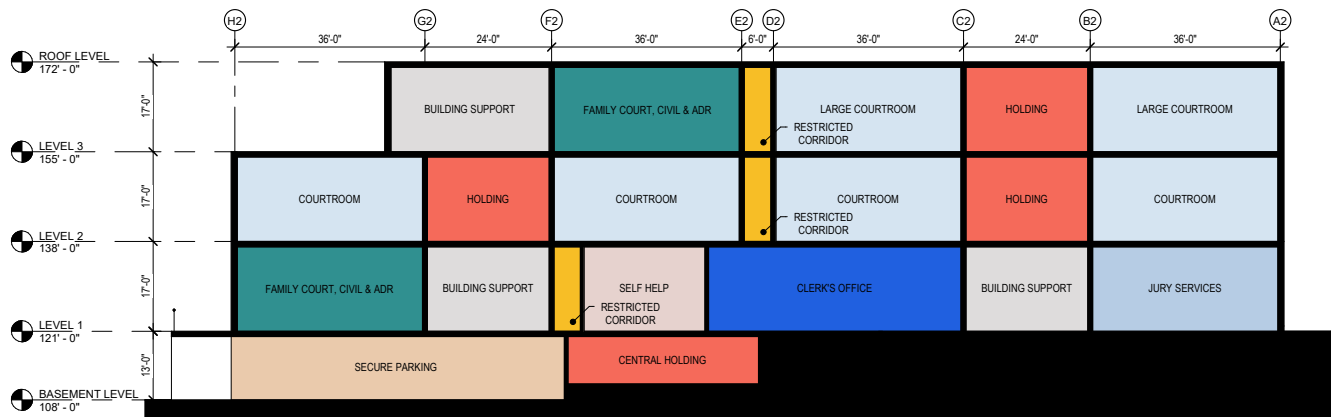 H2 G2 F2 E2 D2 C2 B2 A2
36'-0" 24'-0" 36'-0" 6'-0" 36'-0" 24'-0" 36'-0"
ROOF LEVEL
172' - 0"
17'-0"
BUILDING SUPPORT
FAMILY COURT, CIVIL & ADR
LARGE COURTROOM
HOLDING
LARGE COURTROOM
RESTRICTED
CORRIDOR
LEVEL 3
155' - 0"
17'-0"
COURTROOM
HOLDING
COURTROOM
COURTROOM
HOLDING
COURTROOM
RESTRICTED
CORRIDOR
LEVEL 2
138' - 0"
17'-0"
FAMILY COURT, CIVIL & ADR
BUILDING SUPPORT
SELF HELP
CLERK'S OFFICE
BUILDING SUPPORT
JURY SERVICES
RESTRICTED
CORRIDOR
LEVEL 1
121' - 0"
13'-0"
SECURE PARKING
CENTRAL HOLDING
BASEMENT LEVEL
108' - 0"